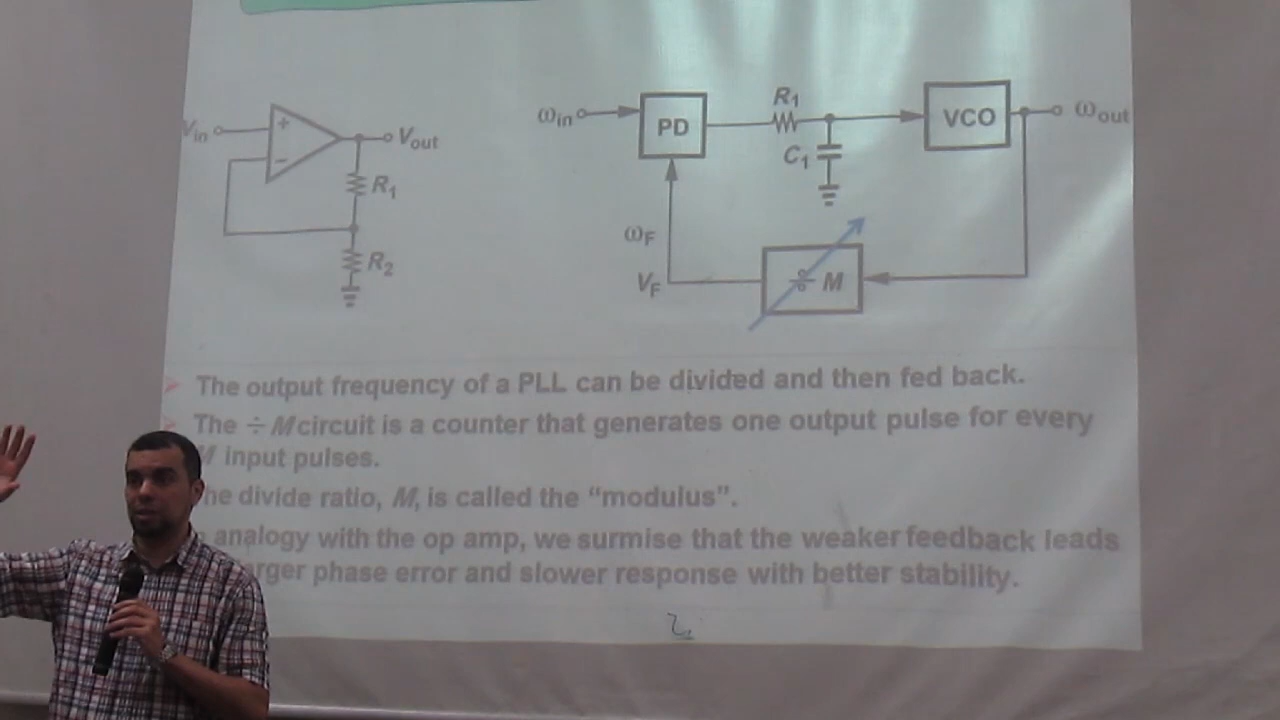 Vin
+
−
Vout
R1
R2
ωin
PD
R1
C1
VCO
ωout
ωF
VF
÷ M
The output frequency of a PLL can be divided and then fed back.
The ÷ M circuit is a counter that generates one output pulse for every
M input pulses.
he divide ratio, M, is called the “modulus”.
analogy with the op amp, we surmise that the weaker feedback leads
arger phase error and slower response with better stability.